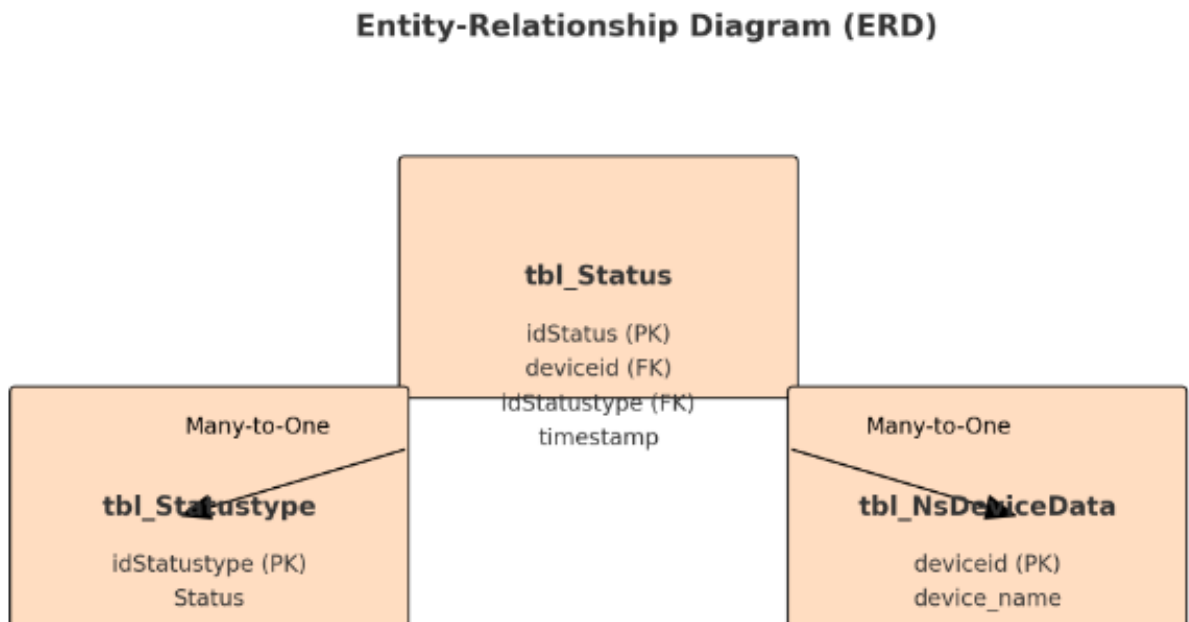 Entity-Relationship Diagram (ERD)
tbl_Status
idStatus (PK)
deviceid (FK)
idStatustype (FK)
timestamp
Many-to-One
tbl_Statustype
idStatustype (PK)
Status
Many-to-One
tbl_NsDeviceData
deviceid (PK)
device_name